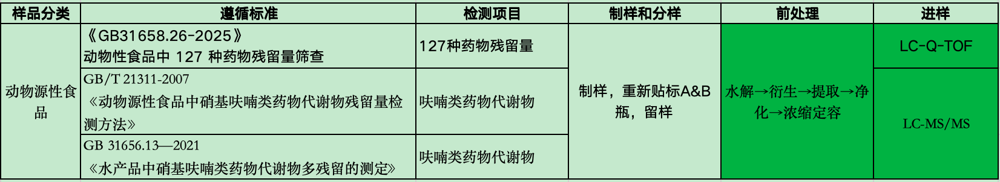 样品分类 遵循标准 检测项目 制样和分样 前处理 进样
动物源性食
品
《GB31658.26-2025》
动物性食品中 127 种药物残留量筛查
127种药物残留量
GB/T 21311-2007
《动物源性食品中硝基呋喃类药物代谢物残留量检
测方法》
呋喃类药物代谢物
GB 31656.13—2021
《水产品中硝基呋喃类药物代谢物多残留的测定》
呋喃类药物代谢物
制样，重新贴标A&B
瓶，留样
水解→衍生→提取→净
化→浓缩定容
LC-Q-TOF
LC-MS/MS